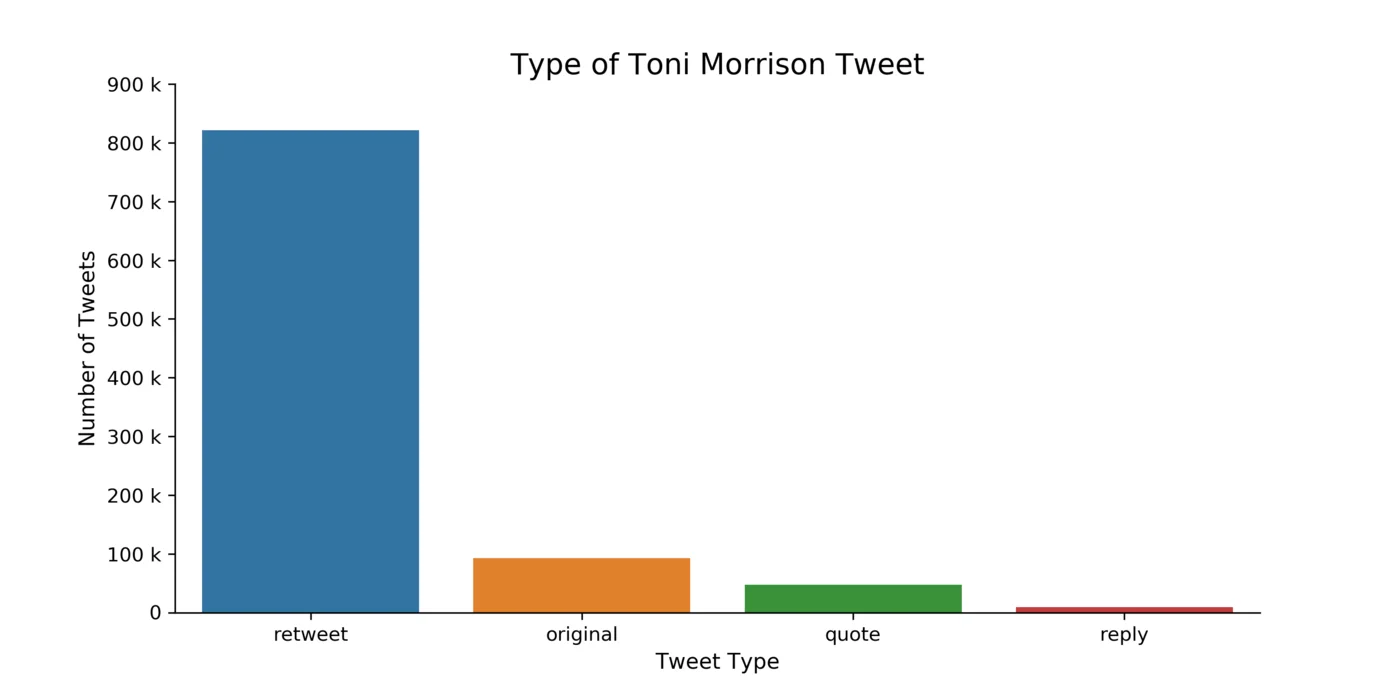 Type of Toni Morrison Tweet
900 k
800 k
700 k
600 k
500 k
400 k
300 k
200 k
100 k
0
Number of Tweets
retweet original quote reply
Tweet Type